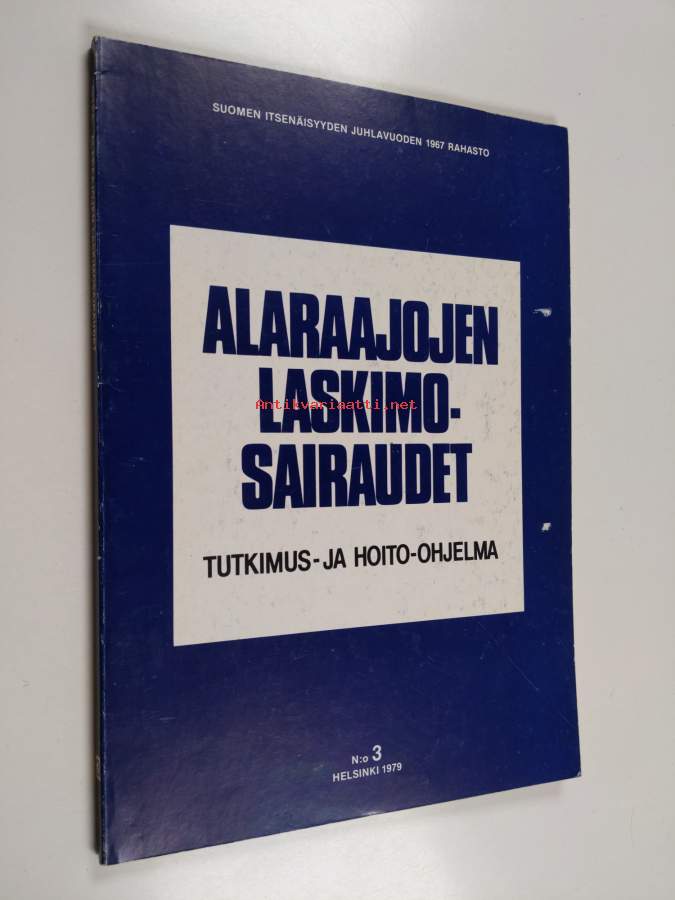 SUOMEN ITSENÄISYYDEN JUHLAVUODEN 1967 RAHASTO
ALARAAJOJEN
LASKIMO-
Antikvariaatti.net
SAIRAUDET
TUTKIMUS-JA HOITO-OHJELMA
N:o 3
HELSINKI 1979